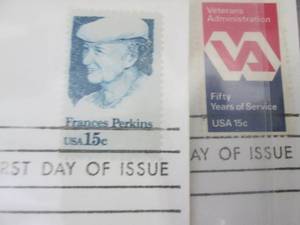 Frances Perkins
USA 15c
RST DAY OF ISSUE
Veterans
Administration
VA
Fifty
Years of Service
USA 15c
AY OF ISSUE